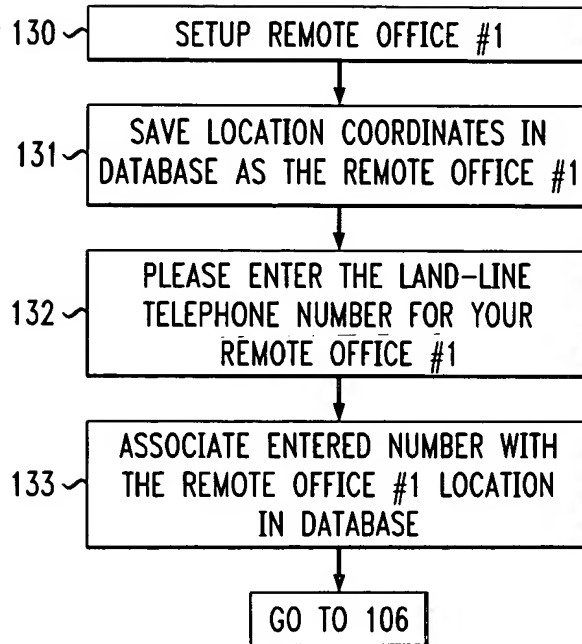 130 SETUP REMOTE OFFICE #1
131 SAVE LOCATION COORDINATES IN
DATABASE AS THE REMOTE OFFICE #1
PLEASE ENTER THE LAND-LINE
132 TELEPHONE NUMBER FOR YOUR
REMOTE OFFICE #1
ASSOCIATE ENTERED NUMBER WITH
133 THE REMOTE OFFICE #1 LOCATION
IN DATABASE
GO TO 106